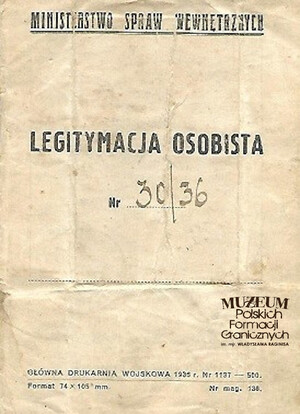 MINISTERSTWO SPRAW WEWNĘTRZNYCH
LEGITYMACJA OSOBISTA
Nr 30/36
MUZEUM
Polskich
Formacji
Granicznych
im. mjr WŁADYSŁAWA RAGINISA
GŁÓWNA DRUKARNIA WOJSKOWA 1935 r. Nr 1137 — 500.
Format 74 × 105 mm.
Nr mag. 138.